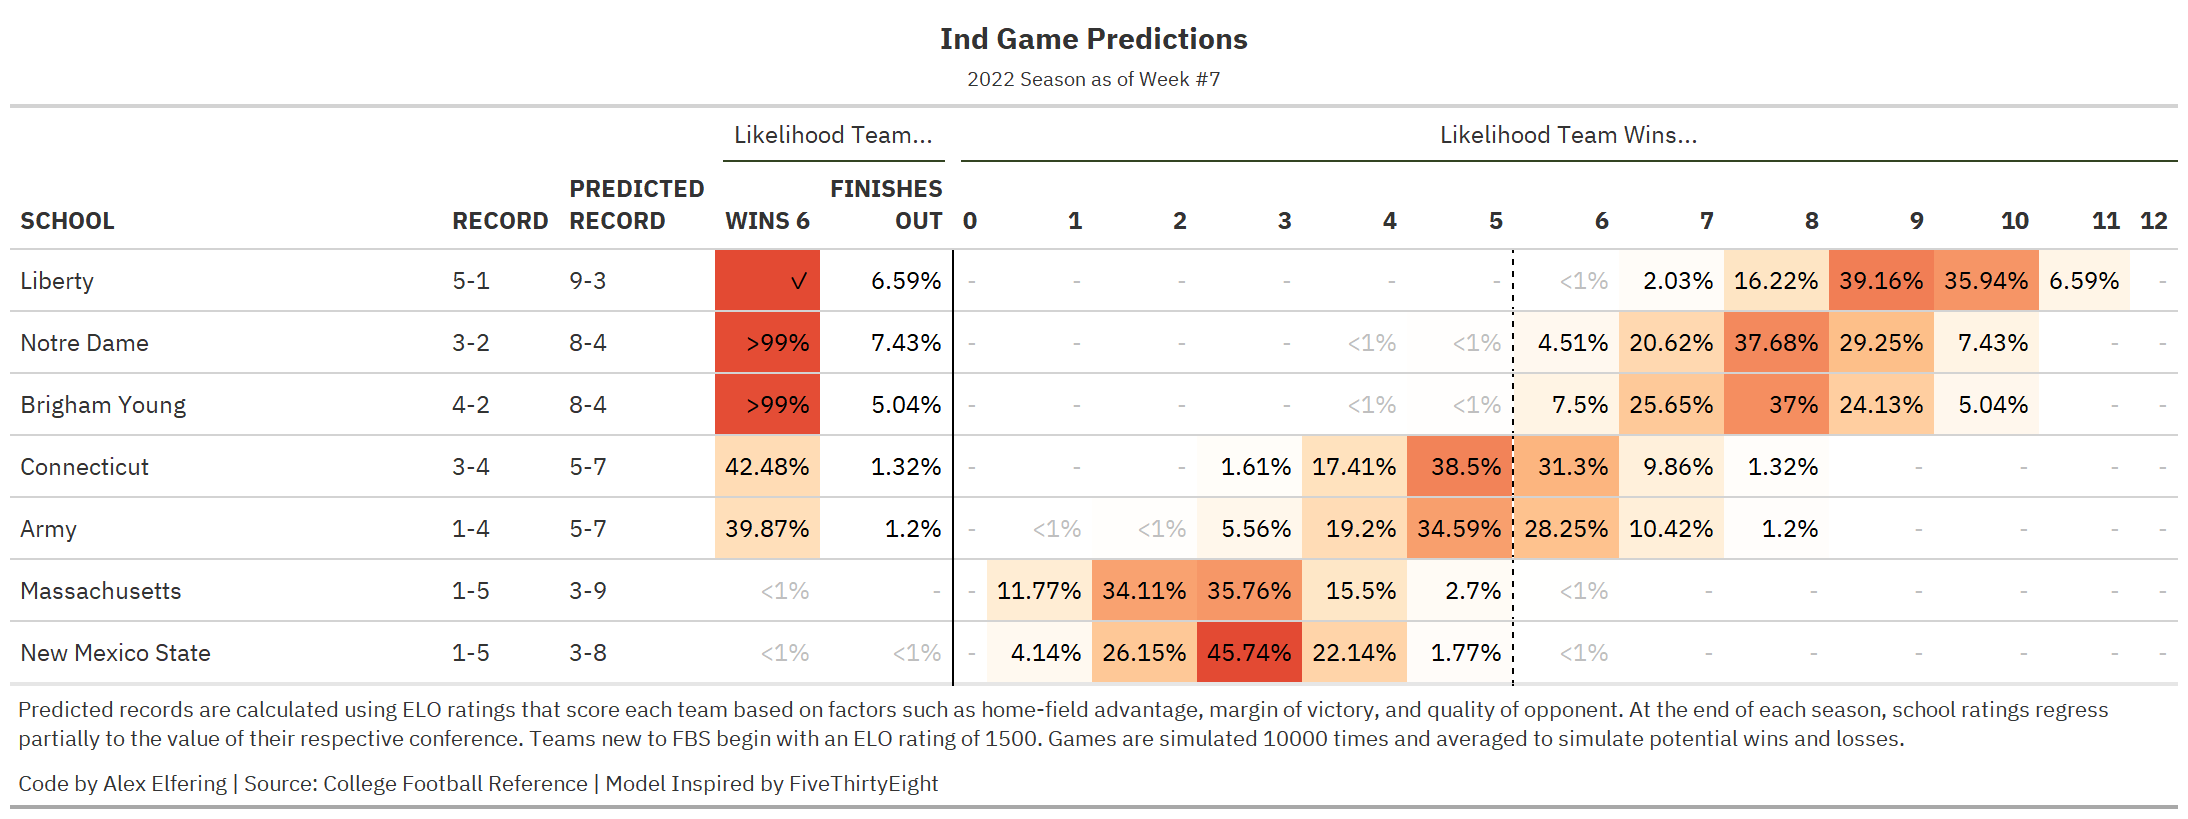 Ind Game Predictions
2022 Season as of Week #7
Likelihood Team... Likelihood Team Wins...
SCHOOL RECORD PREDICTED RECORD WINS 6 FINISHES OUT 0 1 2 3 4 5 6 7 8 9 10 11 12
Liberty 5-1 9-3 ✓ 6.59% - - - - - - <1% 2.03% 16.22% 39.16% 35.94% 6.59% -
Notre Dame 3-2 8-4 >99% 7.43% - - - - <1% <1% 4.51% 20.62% 37.68% 29.25% 7.43% - -
Brigham Young 4-2 8-4 >99% 5.04% - - - - <1% <1% 7.5% 25.65% 37% 24.13% 5.04% - -
Connecticut 3-4 5-7 42.48% 1.32% - - - 1.61% 17.41% 38.5% 31.3% 9.86% 1.32% - - - -
Army 1-4 5-7 39.87% 1.2% - <1% <1% 5.56% 19.2% 34.59% 28.25% 10.42% 1.2% - - - -
Massachusetts 1-5 3-9 <1% - - 11.77% 34.11% 35.76% 15.5% 2.7% <1% - - - - - -
New Mexico State 1-5 3-8 <1% <1% - 4.14% 26.15% 45.74% 22.14% 1.77% <1% - - - - - -
Predicted records are calculated using ELO ratings that score each team based on factors such as home-field advantage, margin of victory, and quality of opponent. At the end of each season, school ratings regress
partially to the value of their respective conference. Teams new to FBS begin with an ELO rating of 1500. Games are simulated 10000 times and averaged to simulate potential wins and losses.
Code by Alex Elfering | Source: College Football Reference | Model Inspired by FiveThirtyEight